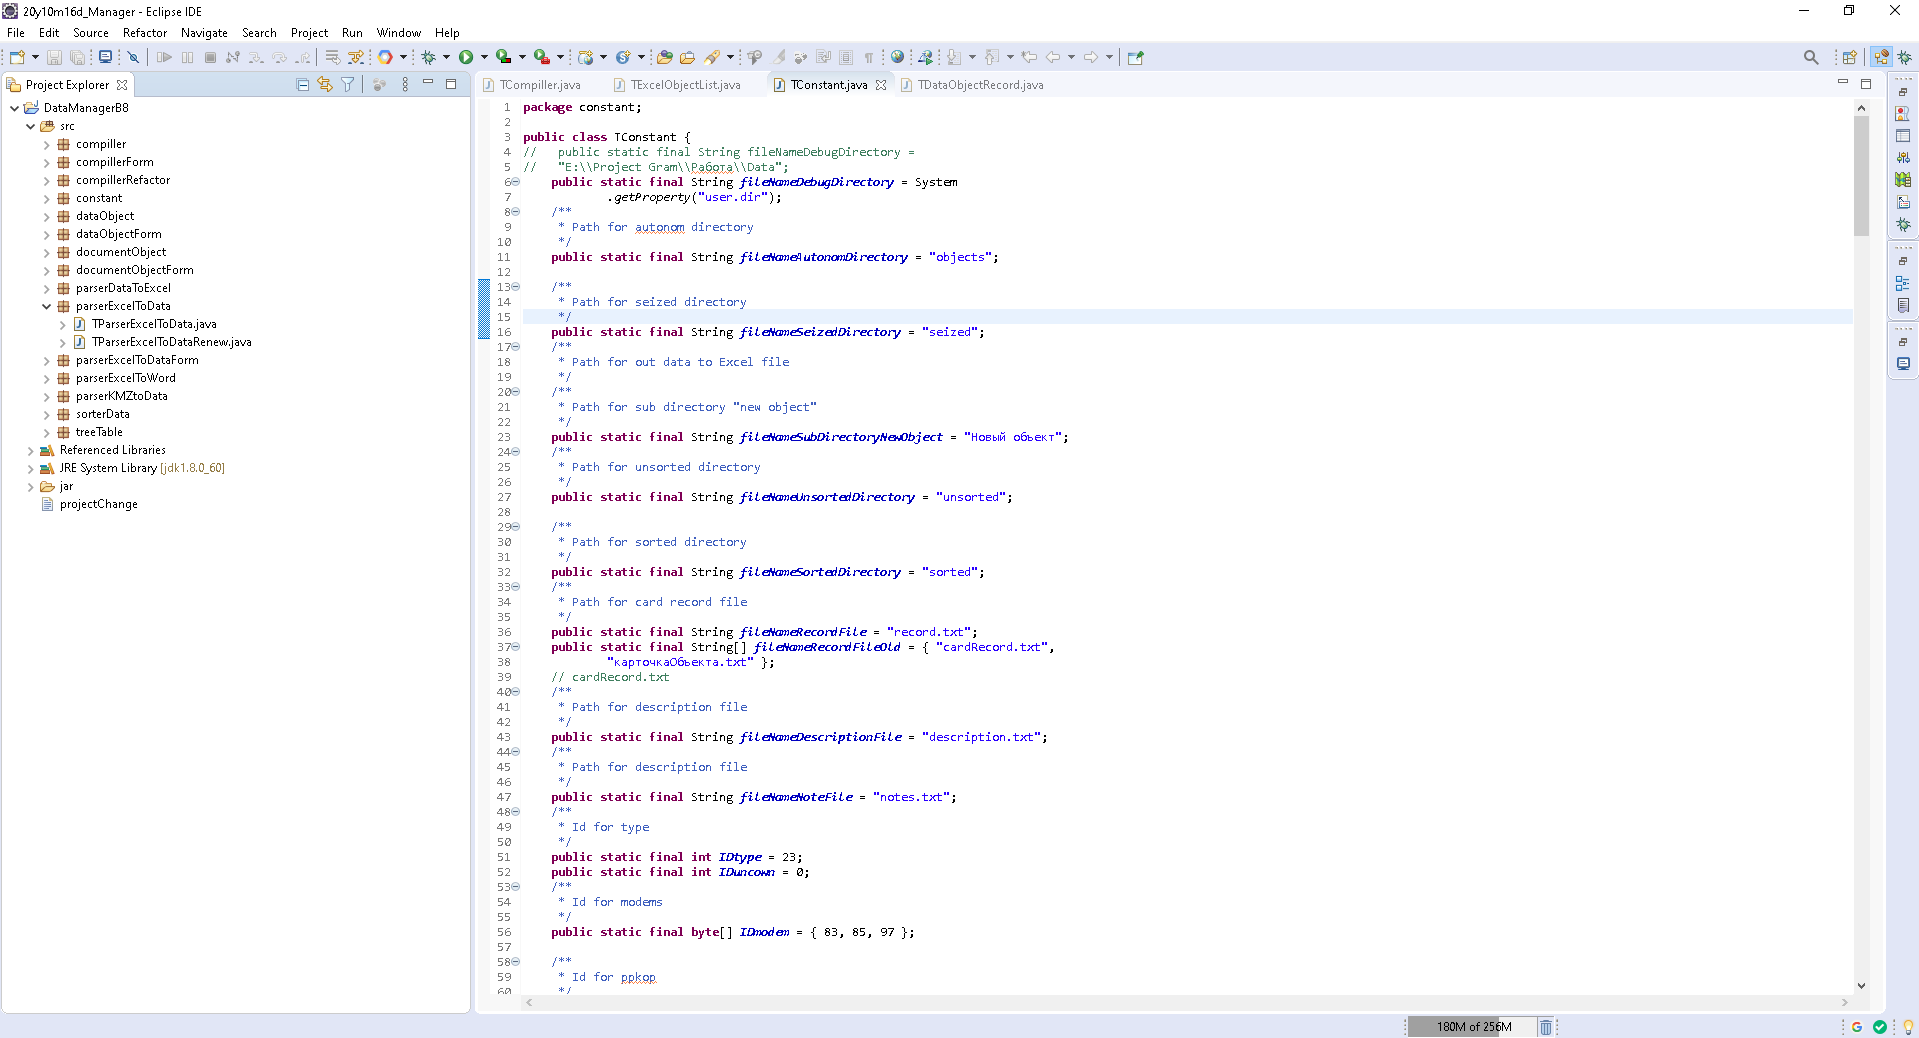 20y10m16d_Manager - Eclipse IDE
File Edit Source Refactor Navigate Search Project Run Window Help
Project Explorer
DataManagerB8
src
compiller
compillerForm
compillerRefactor
constant
dataObject
dataObjectForm
documentObject
documentObjectForm
parserDataToExcel
parserExcelToData
TParserExcelToData.java
TParserExcelToDataRenew.java
parserExcelToDataForm
parserExcelToWord
parserKMZtoData
sorterData
treeTable
Referenced Libraries
JRE System Library [jdk1.8.0_60]
jar
projectChange
TCompiller.java TExcelObjectList.java TConstant.java TDataObjectRecord.java
1 package constant;
2
3 public class TConstant {
4 // public static final String fileNameDebugDirectory =
5 // "E:\\Project Gram\\Работа\\Data";
6 public static final String fileNameDebugDirectory = System
7 .getProperty("user.dir");
8 /**
9 * Path for autonom directory
10 */
11 public static final String fileNameAutonomDirectory = "objects";
12
13 /**
14 * Path for seized directory
15 */
16 public static final String fileNameSeizedDirectory = "seized";
17 /**
18 * Path for out data to Excel file
19 */
20 /**
21 * Path for sub directory "new object"
22 */
23 public static final String fileNameSubDirectoryNewObject = "Новый объект";
24 /**
25 * Path for unsorted directory
26 */
27 public static final String fileNameUnsortedDirectory = "unsorted";
28
29 /**
30 * Path for sorted directory
31 */
32 public static final String fileNameSortedDirectory = "sorted";
33 /**
34 * Path for card record file
35 */
36 public static final String fileNameRecordFile = "record.txt";
37 public static final String[] fileNameRecordFileOld = { "cardRecord.txt",
38 "карточкаОбъекта.txt" };
39 // cardRecord.txt
40 /**
41 * Path for description file
42 */
43 public static final String fileNameDescriptionFile = "description.txt";
44 /**
45 * Path for description file
46 */
47 public static final String fileNameNoteFile = "notes.txt";
48 /**
49 * Id for type
50 */
51 public static final int IDtype = 23;
52 public static final int IDuncown = 0;
53 /**
54 * Id for modems
55 */
56 public static final byte[] IDmodem = { 83, 85, 97 };
57
58 /**
59 * Id for ppkop
60 */
180M of 256M